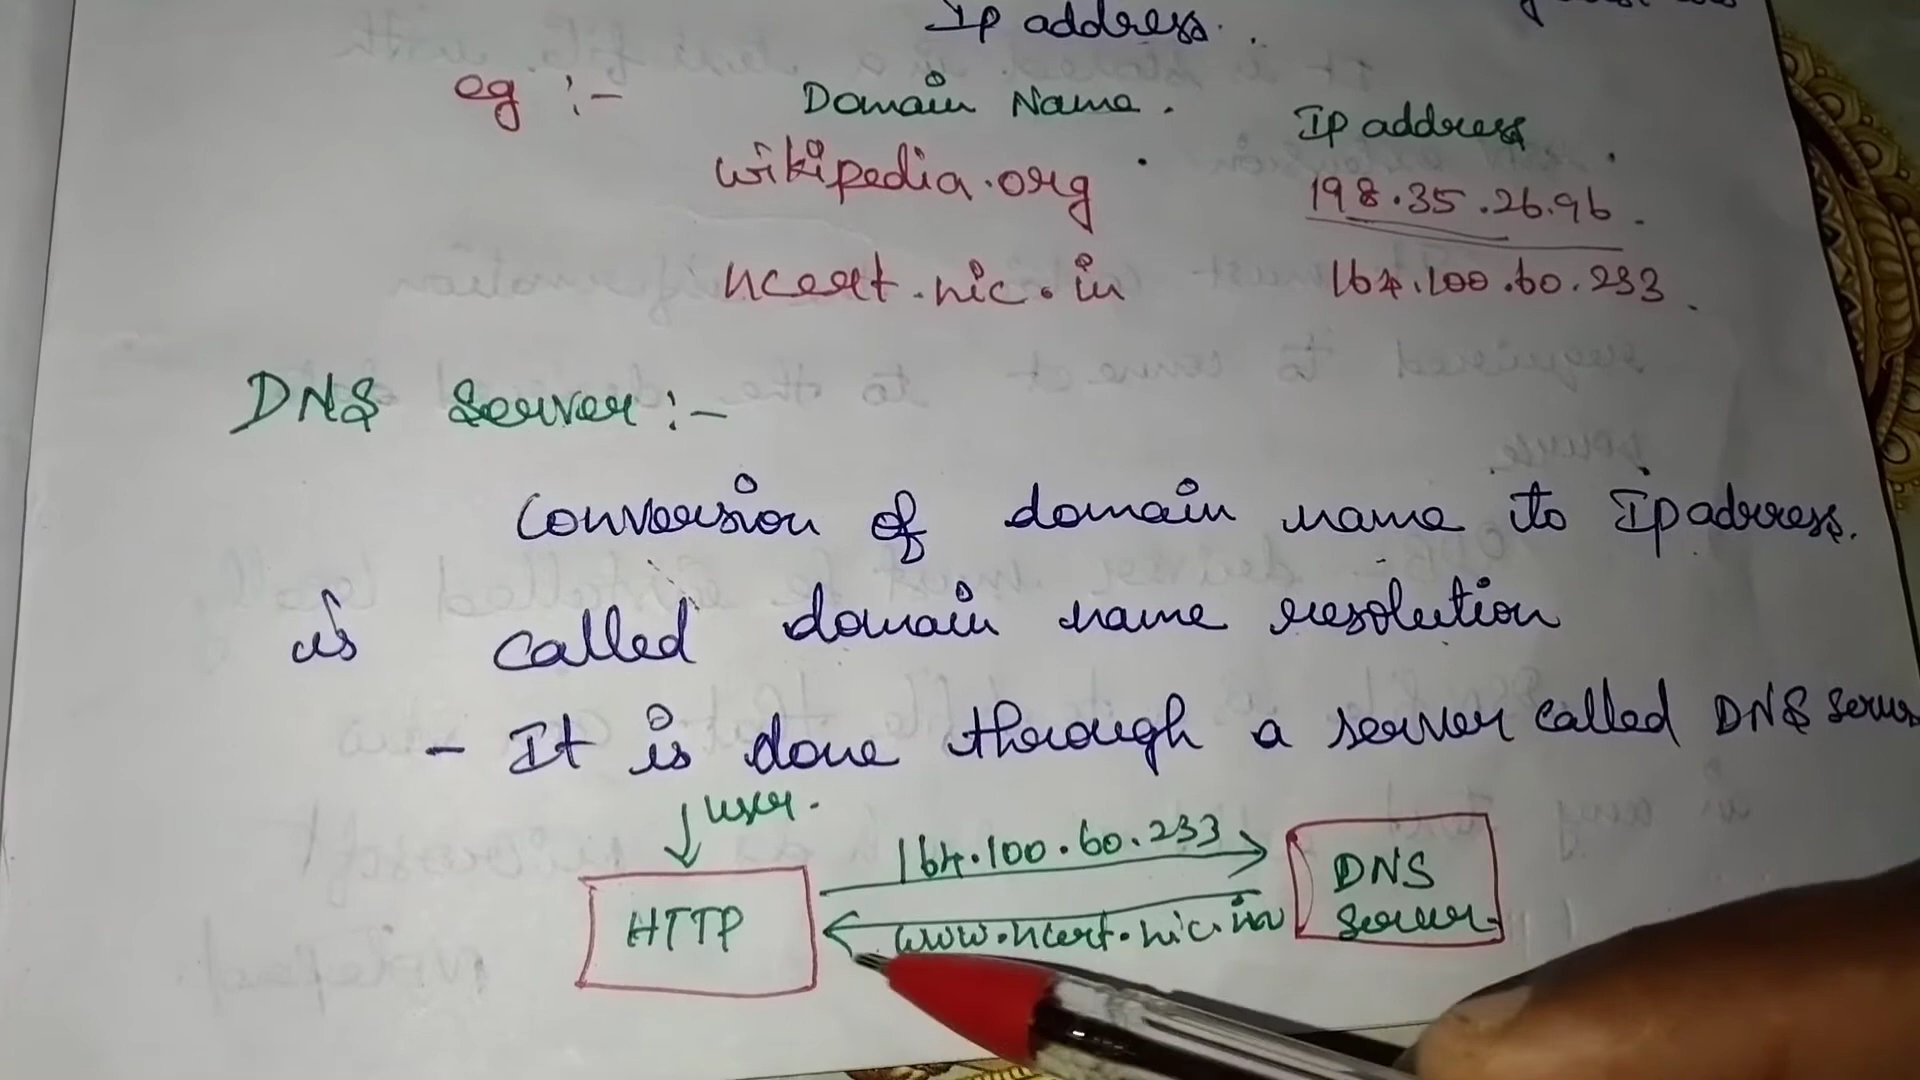 Ip address.
eg :-
Domain Name. Ip address
wikipedia.org 198.35.26.96.
ncert.nic.in 164.100.60.233.
DNS Server :-
Conversion of domain name to Ip address.
is called domain name resolution
- It is done through a server called DNS
user.
164.100.60.233
HTTP
www.ncert.nic.in
DNS
Server